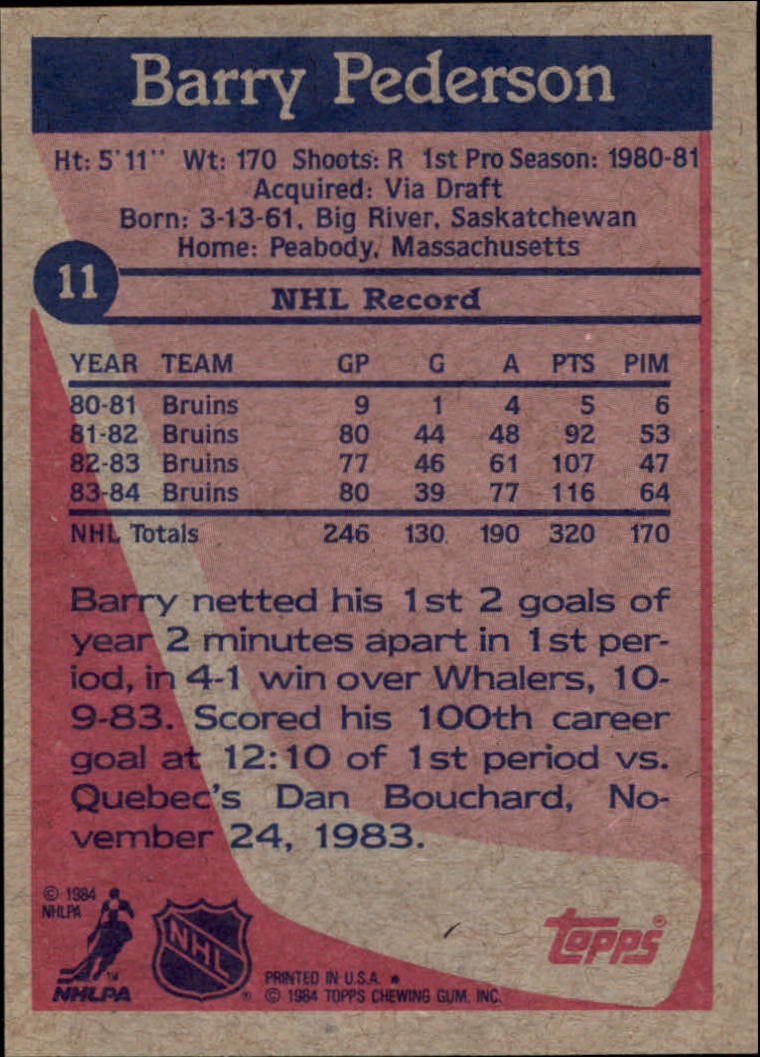 Barry Pederson
Ht: 5'11" Wt: 170 Shoots: R 1st Pro Season: 1980-81
Acquired: Via Draft
Born: 3-13-61, Big River, Saskatchewan
Home: Peabody, Massachusetts
11
NHL Record
YEAR TEAM GP G A PTS PIM
80-81 Bruins 9 1 4 5 6
81-82 Bruins 80 44 48 92 53
82-83 Bruins 77 46 61 107 47
83-84 Bruins 80 39 77 116 64
NHL Totals 246 130 190 320 170
Barry netted his 1st 2 goals of
year 2 minutes apart in 1st per-
iod, in 4-1 win over Whalers, 10-
9-83. Scored his 100th career
goal at 12:10 of 1st period vs.
Quebec's Dan Bouchard, No-
vember 24, 1983.
© 1984
NHLPA
NHLPA
TM
NHL
®
PRINTED IN U.S.A. *
© 1984 TOPPS CHEWING GUM, INC.
topps®